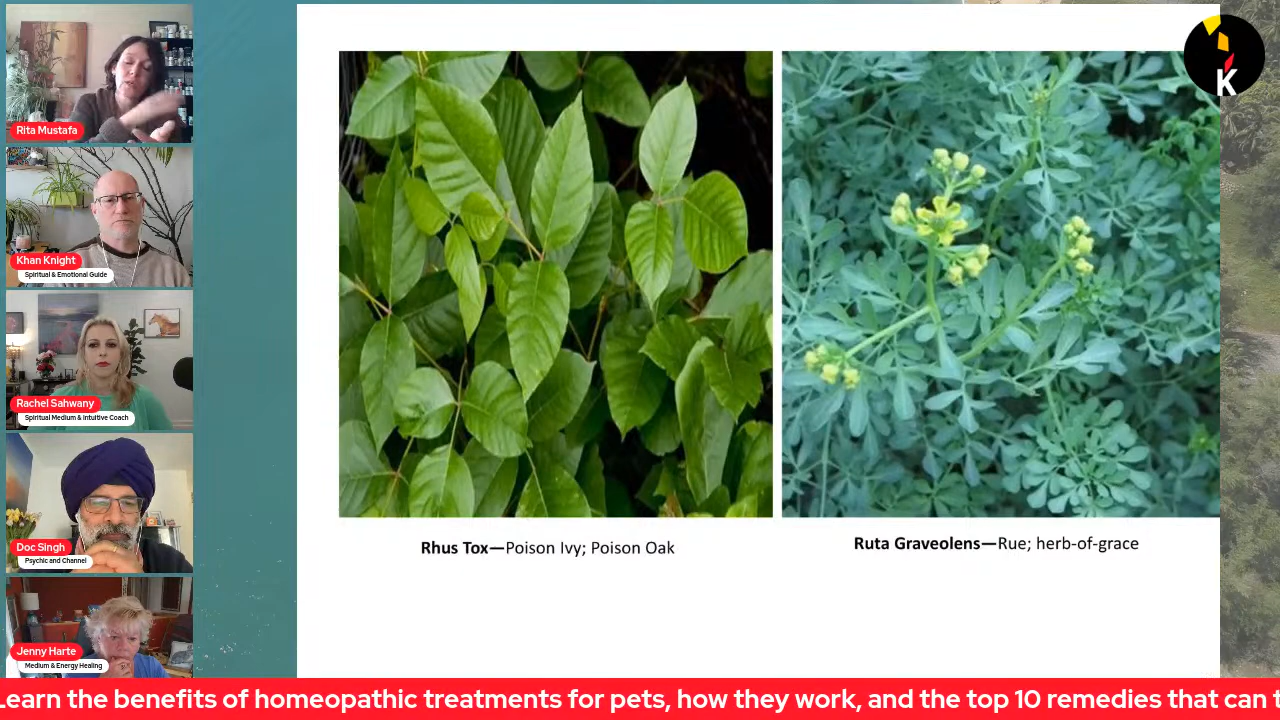 Rita Mustafa
Khan Knight
Spiritual & Emotional Guide
Rachel Sahwany
Spiritual Medium & Intuitive Coach
Doc Singh
Psychic and Channel
Jenny Harte
Medium & Energy Healing
K
Rhus Tox—Poison Ivy; Poison Oak
Ruta Graveolens—Rue; herb-of-grace
Learn the benefits of homeopathic treatments for pets, how they work, and the top 10 remedies that can t